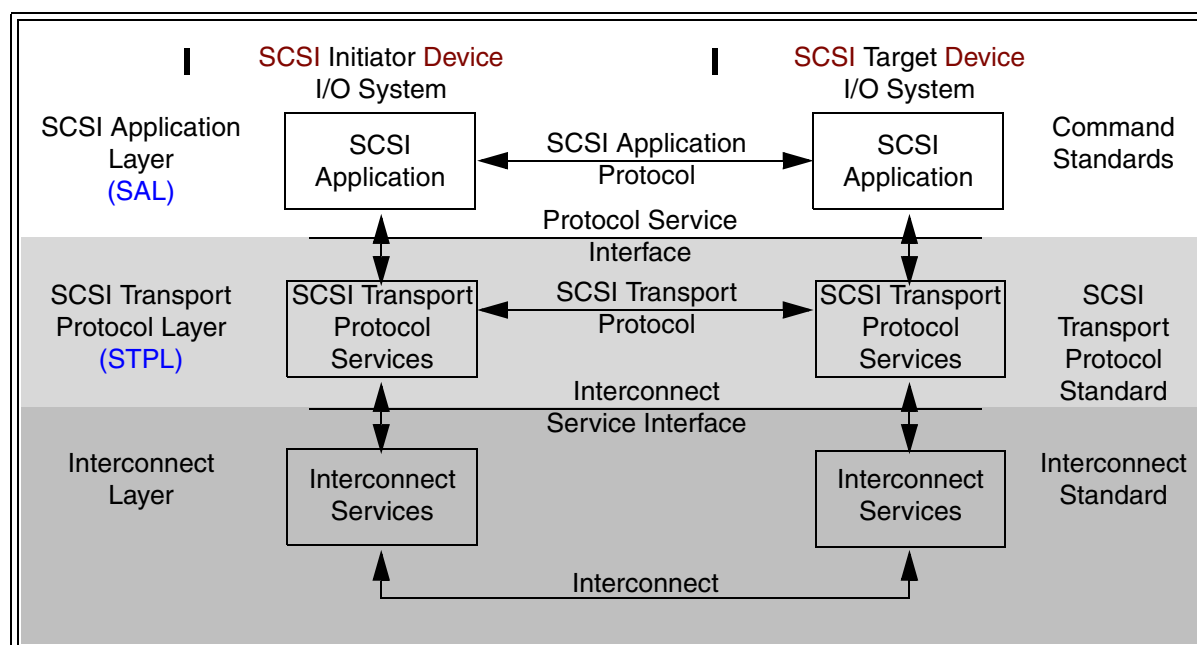 SCSI Initiator Device
I/O System
SCSI Target Device
I/O System
SCSI Application
Layer
(SAL)
SCSI
Application
SCSI Application
Protocol
SCSI
Application
Command
Standards
Protocol Service
Interface
SCSI Transport
Protocol Layer
(STPL)
SCSI Transport
Protocol
Services
SCSI Transport
Protocol
SCSI Transport
Protocol
Services
SCSI
Transport
Protocol
Standard
Interconnect
Service Interface
Interconnect
Layer
Interconnect
Services
Interconnect
Services
Interconnect
Standard
Interconnect